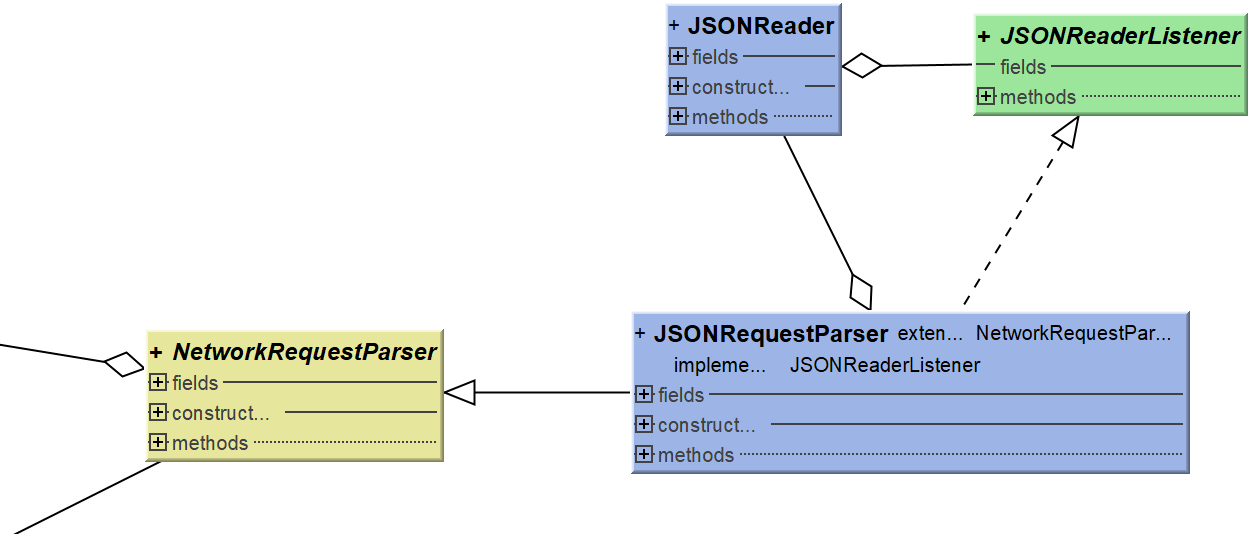 + JSONReader
+ fields
+ construct...
+ methods
+ JSONReaderListener
fields
+ methods
+ JSONRequestParser exten... NetworkRequestPar...
impleme... JSONReaderListener
+ fields
+ construct...
+ methods
+ NetworkRequestParser
+ fields
+ construct...
+ methods